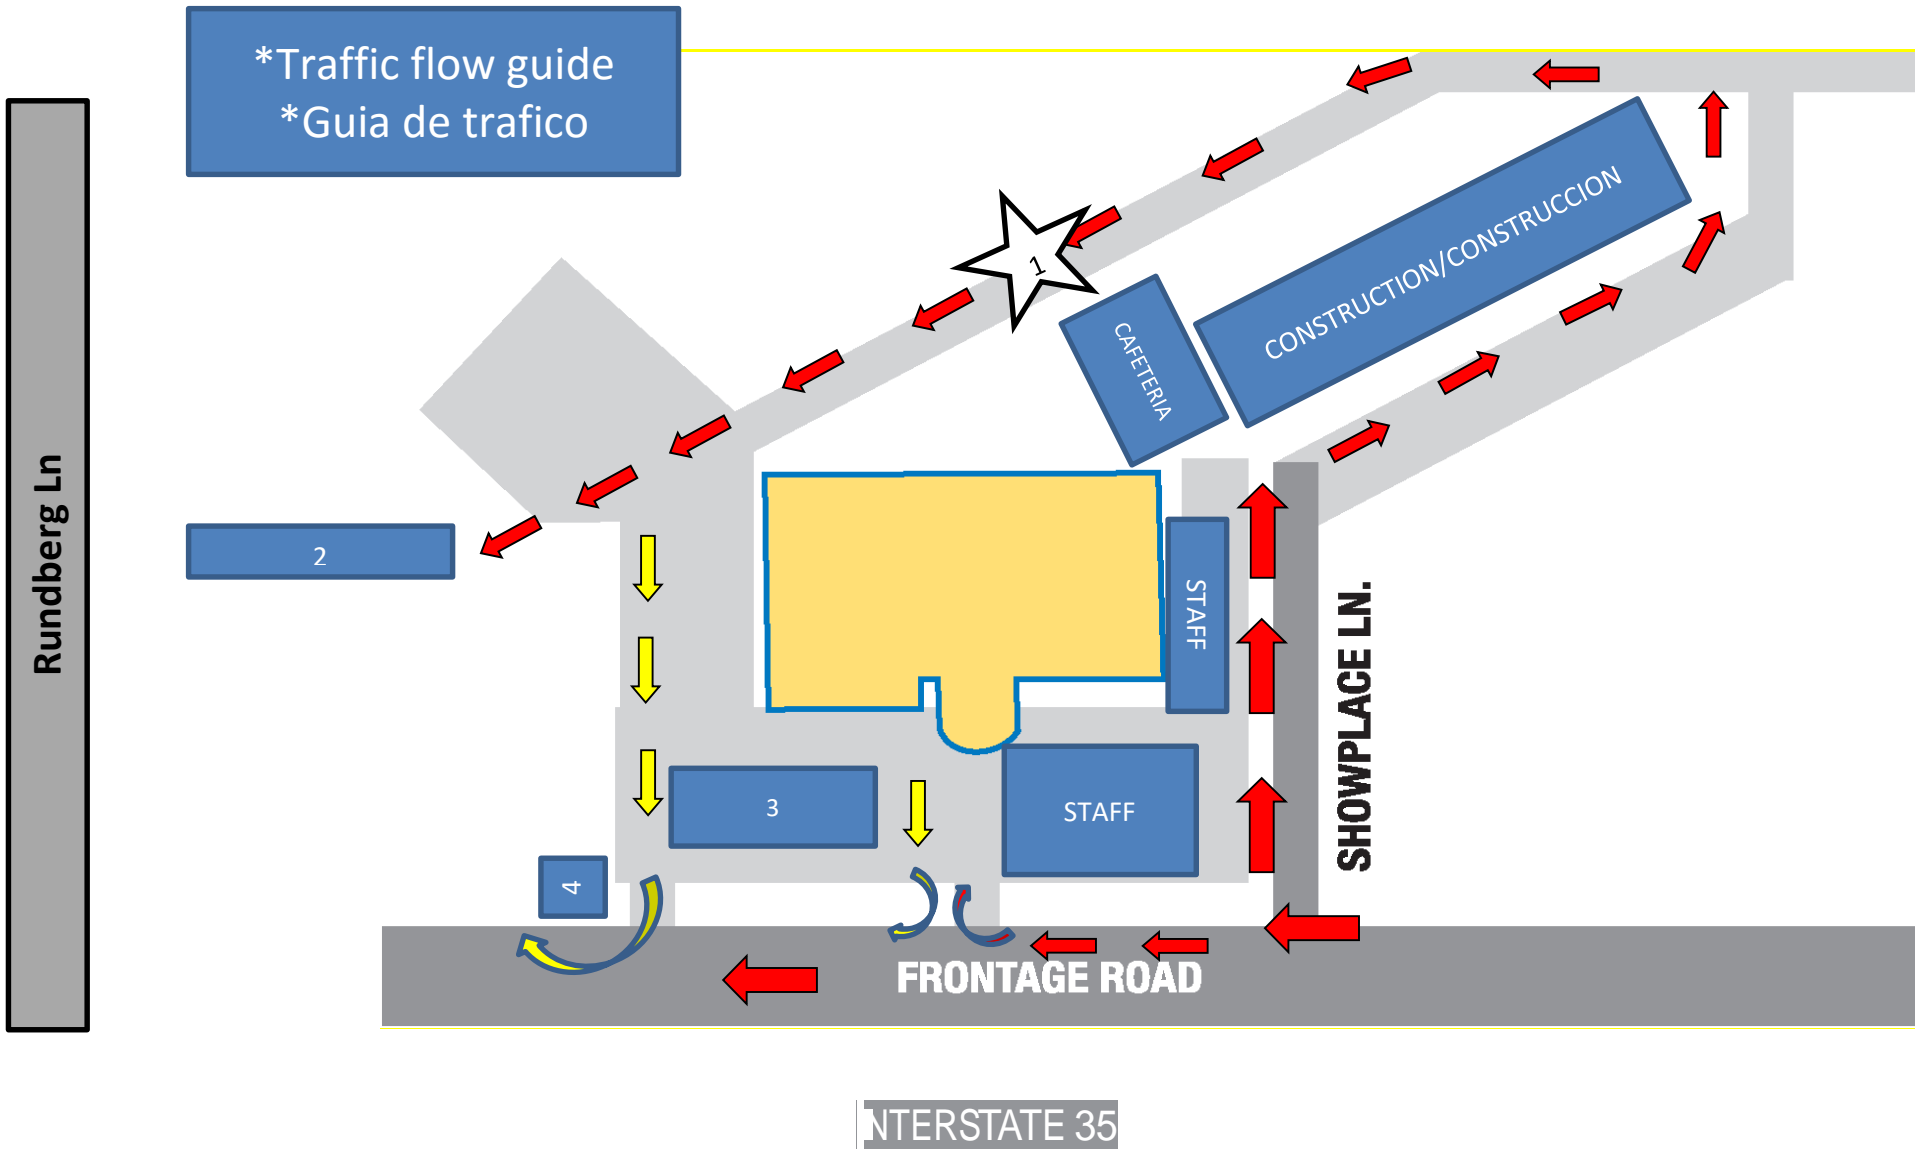 *Traffic flow guide
*Guia de trafico
Rundberg Ln
1
CONSTRUCTION/CONSTRUCCION
CAFETERIA
2
STAFF
SHOWPLACE LN.
3
STAFF
4
FRONTAGE ROAD
INTERSTATE 35